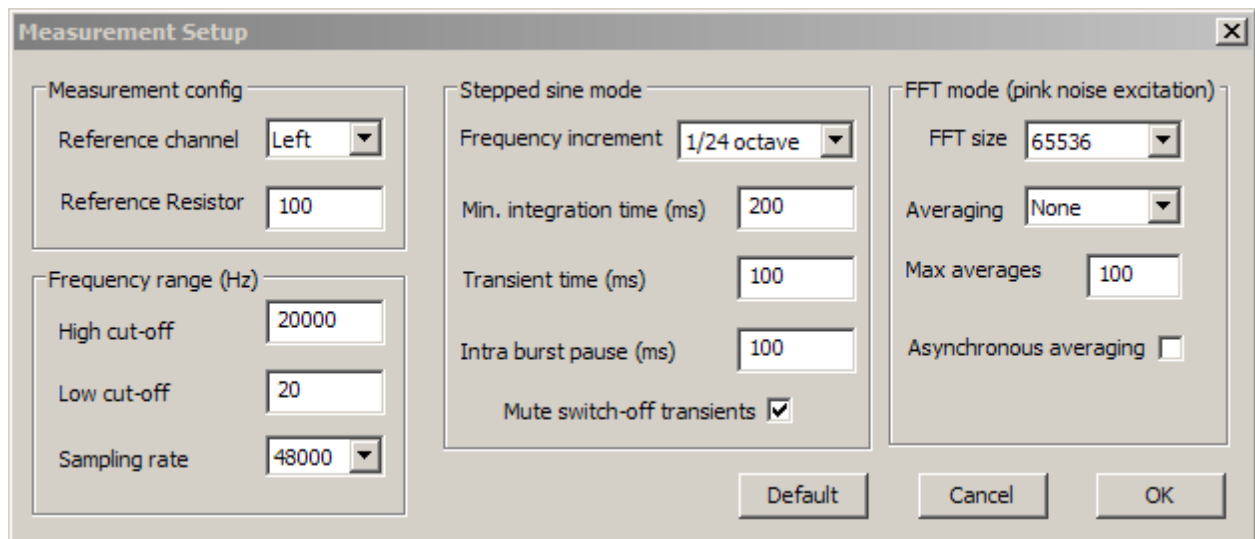 Measurement Setup
Measurement config
Reference channel Left
Reference Resistor 100
Frequency range (Hz)
High cut-off 20000
Low cut-off 20
Sampling rate 48000
Stepped sine mode
Frequency increment 1/24 octave
Min. integration time (ms) 200
Transient time (ms) 100
Intra burst pause (ms) 100
Mute switch-off transients
FFT mode (pink noise excitation)
FFT size 65536
Averaging None
Max averages 100
Asynchronous averaging
Default Cancel OK